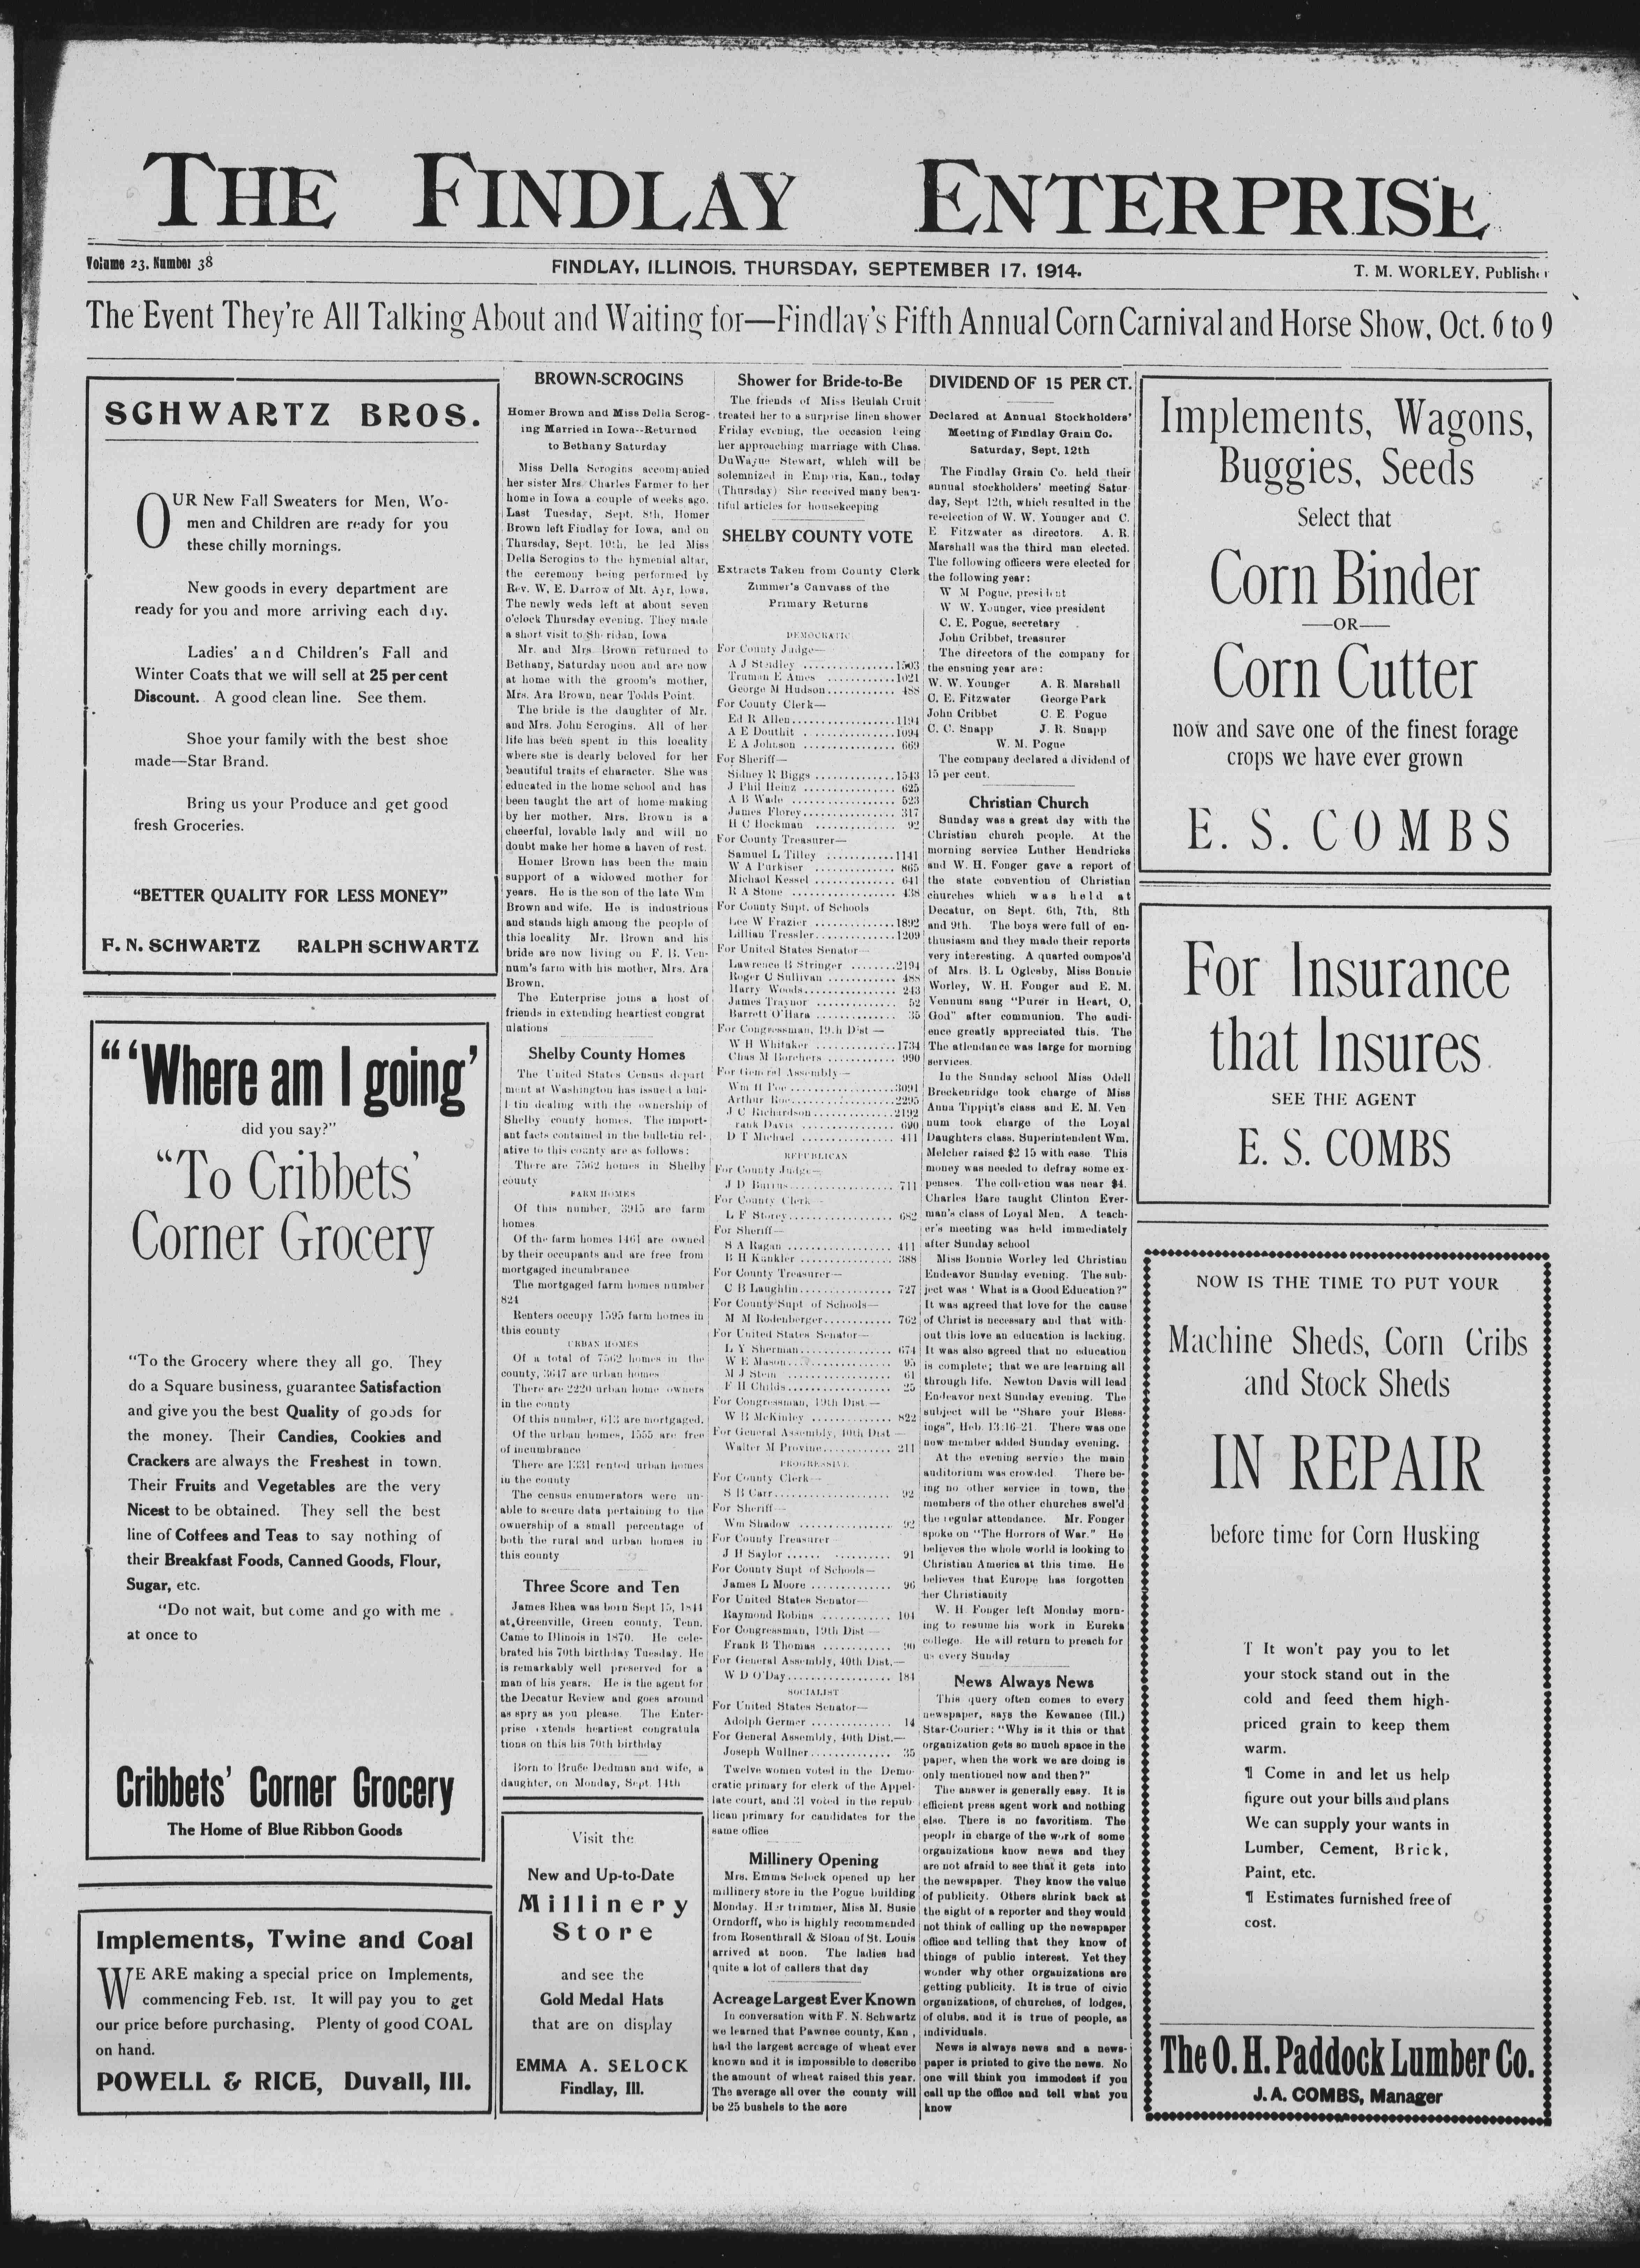 THE FINDLAY ENTERPRISE
Volume 23. Number 38
FINDLAY, ILLINOIS. THURSDAY, SEPTEMBER 17, 1914.
T. M. WORLEY, Publisher
The Event They're All Talking About and Waiting for—Findlay's Fifth Annual Corn Carnival and Horse Show, Oct. 6 to 9
SCHWARTZ BROS.
OUR New Fall Sweaters for Men, Wo-
men and Children are ready for you
these chilly mornings.
New goods in every department are
ready for you and more arriving each day.
Ladies' and Children's Fall and
Winter Coats that we will sell at 25 per cent
Discount. A good clean line. See them.
Shoe your family with the best shoe
made—Star Brand.
Bring us your Produce and get good
fresh Groceries.
"BETTER QUALITY FOR LESS MONEY"
F. N. SCHWARTZ RALPH SCHWARTZ
"'Where am I going'
did you say?"
"To Cribbets'
Corner Grocery
"To the Grocery where they all go. They
do a Square business, guarantee Satisfaction
and give you the best Quality of goods for
the money. Their Candies, Cookies and
Crackers are always the Freshest in town.
Their Fruits and Vegetables are the very
Nicest to be obtained. They sell the best
line of Coffees and Teas to say nothing of
their Breakfast Foods, Canned Goods, Flour,
Sugar, etc.
"Do not wait, but come and go with me
at once to
Cribbets' Corner Grocery
The Home of Blue Ribbon Goods
Implements, Twine and Coal
WE ARE making a special price on Implements,
commencing Feb. 1st. It will pay you to get
our price before purchasing. Plenty of good COAL
on hand.
POWELL & RICE, Duvall, Ill.
BROWN-SCROGINS
Homer Brown and Miss Della Scrog-
ing Married in Iowa--Returned
to Bethany Saturday
Miss Della Scrogins accompanied
her sister Mrs. Charles Farmer to her
home in Iowa a couple of weeks ago.
Last Tuesday, Sept. 8th, Homer
Brown left Findlay for Iowa, and on
Thursday, Sept. 10th, he led Miss
Della Scrogins to the hymenial altar,
the ceremony being performed by
Rev. W. E. Darrow of Mt. Ayr, Iowa.
The newly weds left at about seven
o'clock Thursday evening. They made
a short visit to Sheridan, Iowa
Mr. and Mrs. Brown returned to
Bethany, Saturday noon and are now
at home with the groom's mother,
Mrs. Ara Brown, near Todds Point.
The bride is the daughter of Mr.
and Mrs. John Scrogins. All of her
life has been spent in this locality
where she is dearly beloved for her
beautiful traits of character. She was
educated in the home school and has
been taught the art of home making
by her mother. Mrs. Brown is a
cheerful, lovable lady and will no
doubt make her home a haven of rest.
Homer Brown has been the main
support of a widowed mother for
years. He is the son of the late Wm
Brown and wife. He is industrious
and stands high among the people of
this locality Mr. Brown and his
bride are now living on F. B. Ven-
num's farm with his mother, Mrs. Ara
Brown.
The Enterprise joins a host of
friends in extending heartiest congrat
ulations
Shelby County Homes
The United States Census depart
ment at Washington has issued a bul-
l tin dealing with the ownership of
Shelby county homes. The import-
ant facts contained in the bulletin rel-
ative to this county are as follows:
There are 7562 homes in Shelby
county
FARM HOMES
Of this number, 3915 are farm
homes
Of the farm homes 1461 are owned
by their occupants and are free from
mortgaged incumbrance
The mortgaged farm homes number
824
Renters occupy 1595 farm homes in
this county
URBAN HOMES
Of a total of 7562 homes in the
county, 3647 are urban homes
There are 2220 urban home owners
in the county
Of this number, 613 are mortgaged.
Of the urban homes, 1555 are free
of incumbrance
There are 1331 rented urban homes
in the county
The census enumerators were un-
able to secure data pertaining to the
ownership of a small percentage of
both the rural and urban homes in
this county
Three Score and Ten
James Rhea was born Sept 15, 1844
at Greenville, Green county, Tenn.
Came to Illinois in 1870. He cele-
brated his 70th birthday Tuesday. He
is remarkably well preserved for a
man of his years. He is the agent for
the Decatur Review and goes around
as spry as you please. The Enter-
prise extends heartiest congratula
tions on this his 70th birthday
Born to Bruce Dedman and wife, a
daughter, on Monday, Sept. 14th
Visit the
New and Up-to-Date
Millinery
Store
and see the
Gold Medal Hats
that are on display
EMMA A. SELOCK
Findlay, Ill.
Shower for Bride-to-Be
The friends of Miss Beulah Cruit
treated her to a surprise linen shower
Friday evening, the occasion being
her approaching marriage with Chas.
DuWayne Stewart, which will be
solemnized in Emporia, Kan., today
(Thursday) She received many beau-
tiful articles for housekeeping
SHELBY COUNTY VOTE
Extracts Taken from County Clerk
Zimmer's Canvass of the
Primary Returns
DEMOCRATIC
For County Judge—
A J Steidley 1503
Truman E Ames 1021
George M Hudson 488
For County Clerk—
Ed R Allen 1194
A E Douthit 1094
E A Johnson 669
For Sheriff—
Sidney R Biggs 1543
J Phil Heinz 625
A B Wade 523
James Florey 317
H C Hockman 92
For County Treasurer—
Samuel L Tilley 1141
W A Parkiser 865
Michael Kessel 641
R A Stone 438
For County Supt. of Schools
Lee W Frazier 1892
Lillian Tressler 1209
For United States Senator—
Lawrence B Stringer 2194
Roger C Sullivan 488
Harry Woods 243
James Traynor 52
Barrett O'Hara 35
For Congressman, 19th Dist —
W H Whitaker 1734
Chas M Borchers 990
For General Assembly—
Wm H Poe 3091
Arthur Roe 2295
J C Richardson 2192
rank Davis 690
D T Michael 411
REPUBLICAN
For County Judge—
J D Burns 711
For County Clerk—
L F Storey 682
For Sheriff—
S A Ragan 411
B H Kunkler 388
For County Treasurer—
C B Laughlin 727
For County Supt of Schools—
M M Rodenberger 762
For United States Senator—
L Y Sherman 674
W E Mason 95
M J Stein 61
F H Childs 25
For Congressman, 19th Dist.—
W B McKinley 822
For General Assembly, 40th Dist —
Walter M Provine 211
PROGRESSIVE
For County Clerk—
S B Carr 92
For Sheriff—
Wm Shadow 92
For County Treasurer—
J H Saylor 91
For County Supt of Schools—
James L Moore 96
For United States Senator—
Raymond Robins 104
For Congressman, 19th Dist—
Frank B Thomas 90
For General Assembly, 40th Dist.—
W D O'Day 184
SOCIALIST
For United States Senator—
Adolph Germer 14
For General Assembly, 40th Dist.—
Joseph Wullner 35
Twelve women voted in the Demo
cratic primary for clerk of the Appel-
late court, and 31 voted in the repub
lican primary for candidates for the
same office
Millinery Opening
Mrs. Emma Selock opened up her
millinery store in the Pogue building
Monday. Her trimmer, Miss M. Susie
Orndorff, who is highly recommended
from Rosenthrall & Sloan of St. Louis
arrived at noon. The ladies had
quite a lot of callers that day
Acreage Largest Ever Known
In conversation with F. N. Schwartz
we learned that Pawnee county, Kan ,
had the largest acreage of wheat ever
known and it is impossible to describe
the amount of wheat raised this year.
The average all over the county will
be 25 bushels to the acre
DIVIDEND OF 15 PER CT.
Declared at Annual Stockholders'
Meeting of Findlay Grain Co.
Saturday, Sept. 12th
The Findlay Grain Co. held their
annual stockholders' meeting Satur-
day, Sept 12th, which resulted in the
re-election of W. W. Younger and C.
E Fitzwater as directors. A. R.
Marshall was the third man elected.
The following officers were elected for
the following year:
W M Pogue, president
W W. Younger, vice president
C. E. Pogue, secretary
John Cribbet, treasurer
The directors of the company for
the ensuing year are:
W. W. Younger A. R. Marshall
C. E. Fitzwater George Park
John Cribbet C. E. Pogue
C. C. Snapp J. R. Snapp
W. M. Pogue
The company declared a dividend of
15 per cent.
Christian Church
Sunday was a great day with the
Christian church people. At the
morning service Luther Hendricks
and W. H. Fonger gave a report of
the state convention of Christian
churches which was held at
Decatur, on Sept. 6th, 7th, 8th
and 9th. The boys were full of en-
thusiasm and they made their reports
very interesting. A quarted compos'd
of Mrs. B. L Oglesby, Miss Bonnie
Worley, W. H. Fonger and E. M.
Vennum sang "Purer in Heart, O,
God" after communion. The audi-
ence greatly appreciated this. The
The attendance was large for morning
services.
In the Sunday school Miss Odell
Breckenridge took charge of Miss
Anna Tippit's class and E. M. Ven
num took charge of the Loyal
Daughters class. Superintendent Wm.
Melcher raised $2 15 with ease This
money was needed to defray some ex-
penses. The collection was near $4.
Charles Bare taught Clinton Ever-
man's class of Loyal Men. A teach-
er's meeting was held immediately
after Sunday school
Miss Bonnie Worley led Christian
Endeavor Sunday evening. The sub-
ject was ' What is a Good Education?"
It was agreed that love for the cause
of Christ is necessary and that with-
out this love an education is lacking.
It was also agreed that no education
is complete; that we are learning all
through life. Newton Davis will lead
Endeavor next Sunday evening. The
subject will be "Share your Bless-
ings", Heb. 13:16-21. There was one
new member added Sunday evening.
At the evening service the main
auditorium was crowded. There be-
ing no other service in town, the
members of the other churches swel'd
the regular attendance. Mr. Fonger
spoke on "The Horrors of War." He
believes the whole world is looking to
Christian America at this time. He
believes that Europe has forgotten
her Christianity
W. H. Fonger left Monday morn-
ing to resume his work in Eureka
college. He will return to preach for
us every Sunday
News Always News
This query often comes to every
newspaper, says the Kewanee (Ill.)
Star-Courier: "Why is it this or that
organization gets so much space in the
paper, when the work we are doing is
only mentioned now and then?"
The answer is generally easy. It is
efficient press agent work and nothing
else. There is no favoritism. The
people in charge of the work of some
organizations know news and they
are not afraid to see that it gets into
the newspaper. They know the value
of publicity. Others shrink back at
the sight of a reporter and they would
not think of calling up the newspaper
office and telling that they know of
things of public interest. Yet they
wonder why other organizations are
getting publicity. It is true of civic
organizations, of churches, of lodges,
of clubs, and it is true of people, as
individuals.
News is always news and a news-
paper is printed to give the news. No
one will think you immodest if you
call up the office and tell what you
know
Implements, Wagons,
Buggies, Seeds
Select that
Corn Binder
—OR—
Corn Cutter
now and save one of the finest forage
crops we have ever grown
E. S. COMBS
For Insurance
that Insures
SEE THE AGENT
E. S. COMBS
NOW IS THE TIME TO PUT YOUR
Machine Sheds, Corn Cribs
and Stock Sheds
IN REPAIR
before time for Corn Husking
¶ It won't pay you to let
your stock stand out in the
cold and feed them high-
priced grain to keep them
warm.
¶ Come in and let us help
figure out your bills and plans
We can supply your wants in
Lumber, Cement, Brick,
Paint, etc.
¶ Estimates furnished free of
cost.
The O. H. Paddock Lumber Co.
J. A. COMBS, Manager